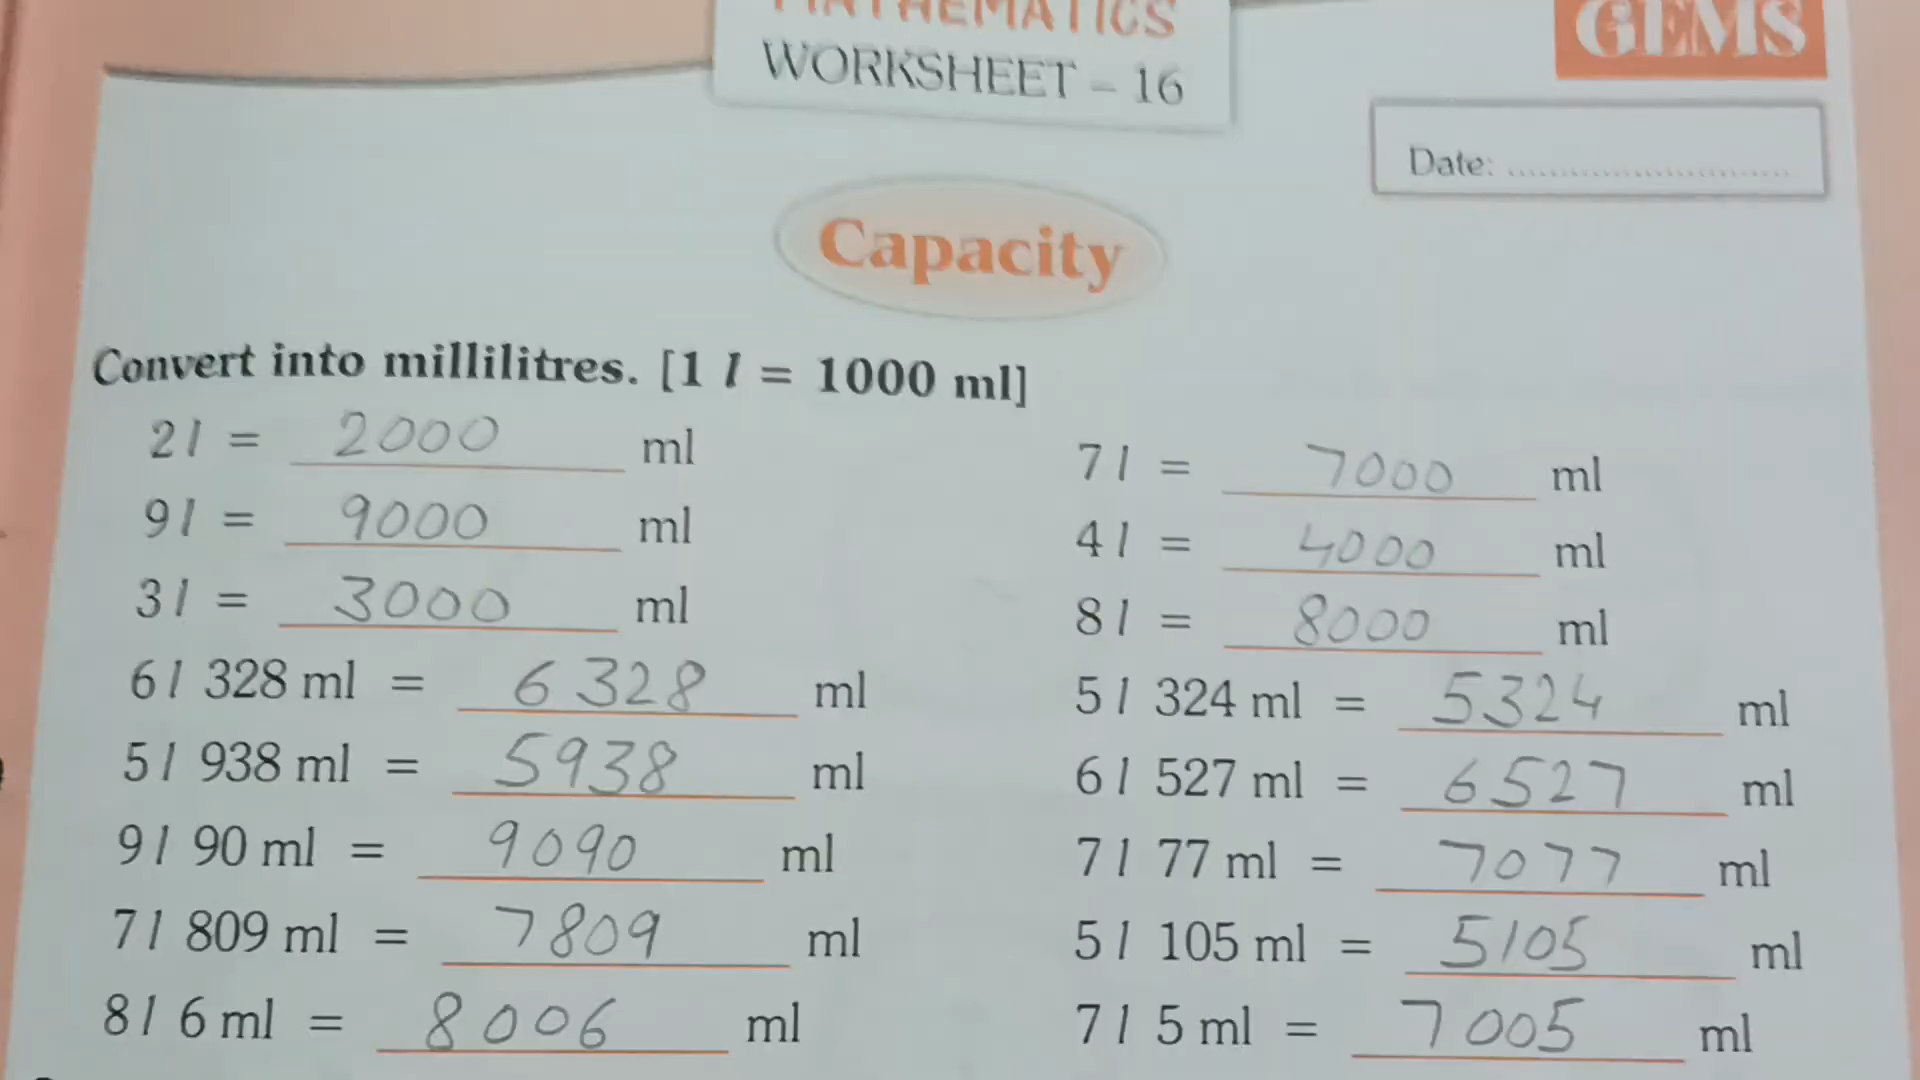 MATHEMATICS
WORKSHEET – 16
GEMS
Date: ............................
Capacity
Convert into millilitres. [1 l = 1000 ml]
2 l = 2000 ml
7 l = 7000 ml
9 l = 9000 ml
4 l = 4000 ml
3 l = 3000 ml
8 l = 8000 ml
6 l 328 ml = 6328 ml
5 l 324 ml = 5324 ml
5 l 938 ml = 5938 ml
6 l 527 ml = 6527 ml
9 l 90 ml = 9090 ml
7 l 77 ml = 7077 ml
7 l 809 ml = 7809 ml
5 l 105 ml = 5105 ml
8 l 6 ml = 8006 ml
7 l 5 ml = 7005 ml